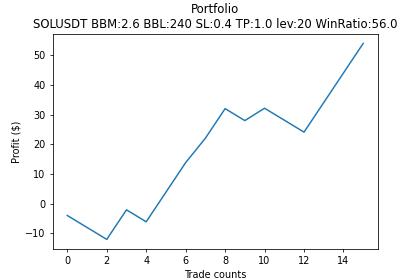 Portfolio
SOLUSDT BBM:2.6 BBL:240 SL:0.4 TP:1.0 lev:20 WinRatio:56.0
Profit ($)
50
40
30
20
10
0
−10
0 2 4 6 8 10 12 14
Trade counts